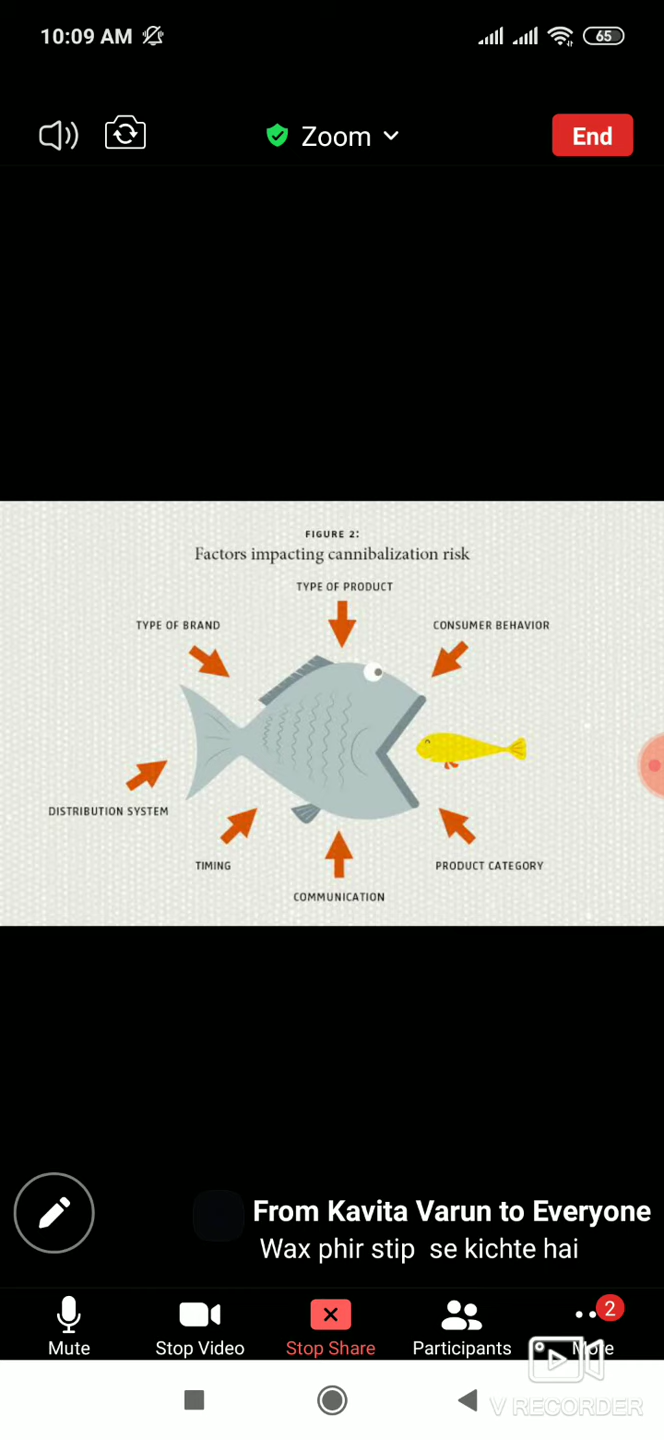 10:09 AM
65
Zoom
End
FIGURE 2:
Factors impacting cannibalization risk
TYPE OF PRODUCT
TYPE OF BRAND
CONSUMER BEHAVIOR
DISTRIBUTION SYSTEM
TIMING
PRODUCT CATEGORY
COMMUNICATION
From Kavita Varun to Everyone
Wax phir stip se kichte hai
2
Mute
Stop Video
Stop Share
Participants
More
V RECORDER